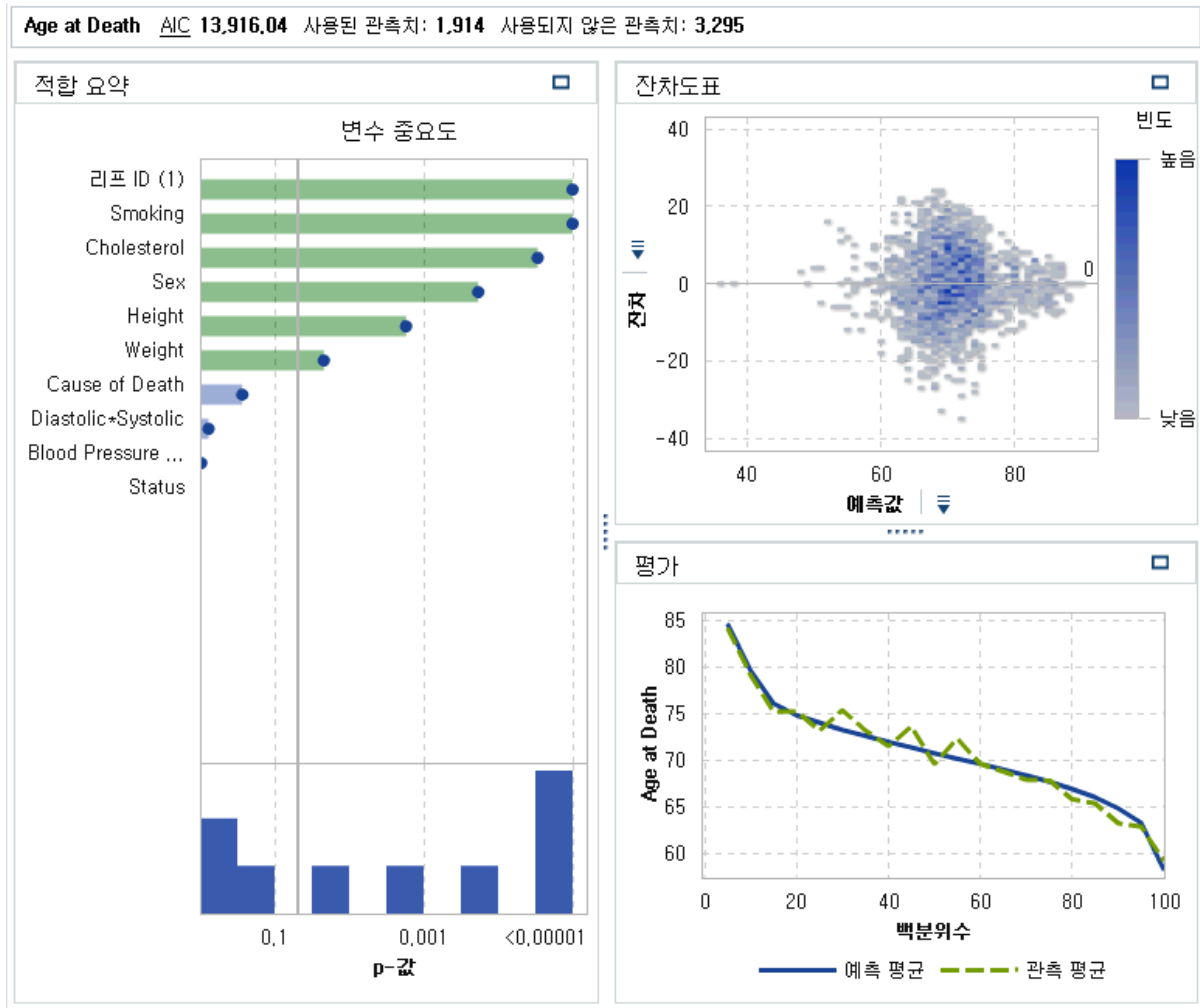 Age at Death AIC 13,916,04 사용된 관측치: 1,914 사용되지 않은 관측치: 3,295
적합 요약
변수 중요도
리프 ID (1)
Smoking
Cholesterol
Sex
Height
Weight
Cause of Death
Diastolic*Systolic
Blood Pressure ...
Status
0,1 0,001 <0,00001
p-값
잔차도표
빈도
높음
낮음
40
20
0
-20
-40
0
잔차
40 60 80
예측값
평가
85
80
75
70
65
60
Age at Death
0 20 40 60 80 100
백분위수
예측 평균 관측 평균